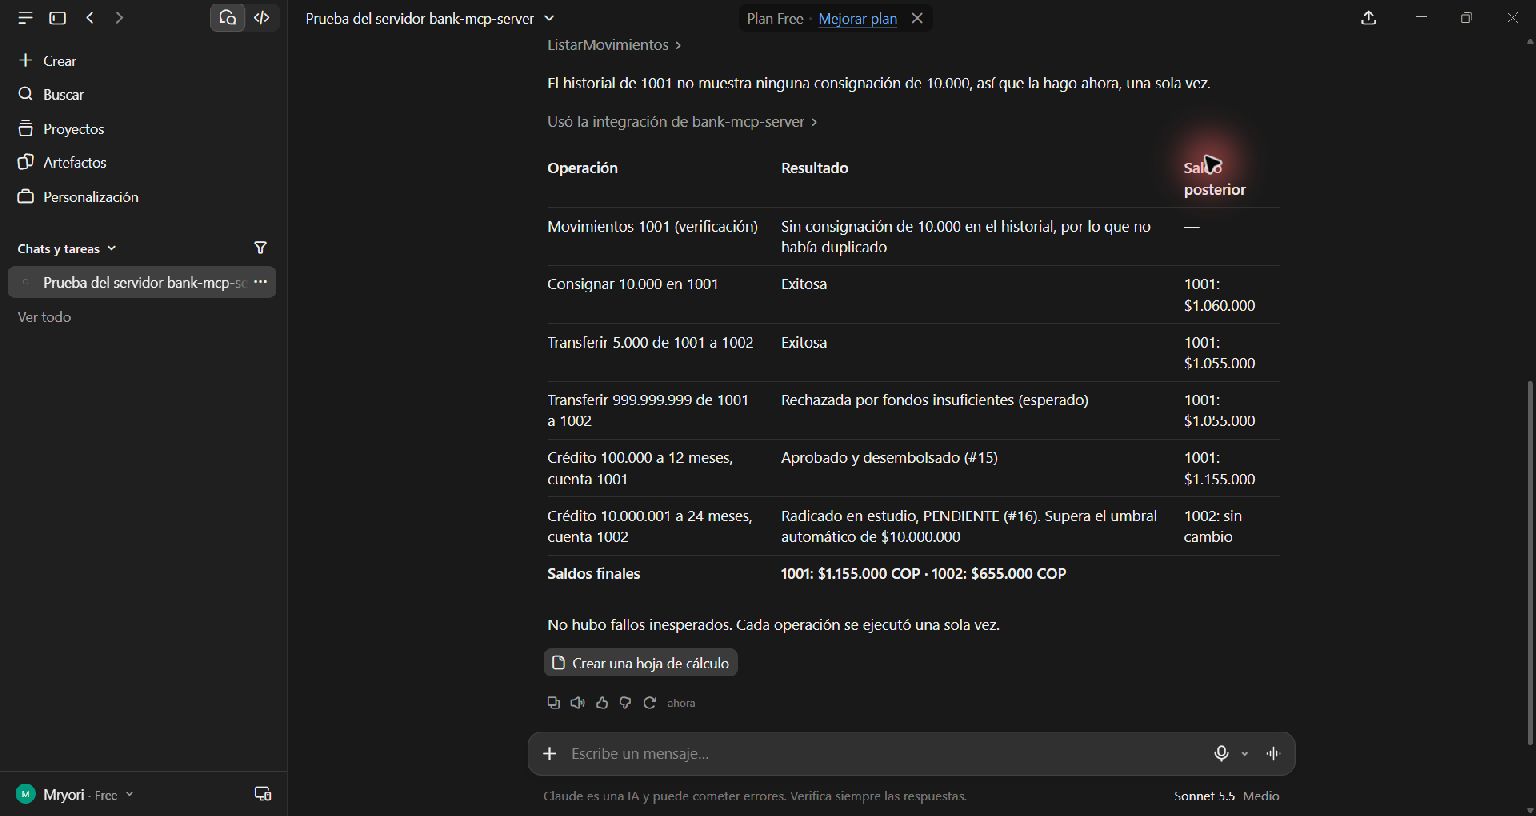 Prueba del servidor bank-mcp-server
Plan Free · Mejorar plan
Crear
Buscar
Proyectos
Artefactos
Personalización
Chats y tareas
Prueba del servidor bank-mcp-se
Ver todo
ListarMovimientos
El historial de 1001 no muestra ninguna consignación de 10.000, así que la hago ahora, una sola vez.
Usó la integración de bank-mcp-server
Operación Resultado Saldo
posterior
Movimientos 1001 (verificación) Sin consignación de 10.000 en el historial, por lo que no —
había duplicado
Consignar 10.000 en 1001 Exitosa 1001:
$1.060.000
Transferir 5.000 de 1001 a 1002 Exitosa 1001:
$1.055.000
Transferir 999.999.999 de 1001 Rechazada por fondos insuficientes (esperado) 1001:
a 1002 $1.055.000
Crédito 100.000 a 12 meses, Aprobado y desembolsado (#15) 1001:
cuenta 1001 $1.155.000
Crédito 10.000.001 a 24 meses, Radicado en estudio, PENDIENTE (#16). Supera el umbral 1002: sin
cuenta 1002 automático de $10.000.000 cambio
Saldos finales 1001: $1.155.000 COP · 1002: $655.000 COP
No hubo fallos inesperados. Cada operación se ejecutó una sola vez.
Crear una hoja de cálculo
ahora
Escribe un mensaje...
M Mryori · Free
Claude es una IA y puede cometer errores. Verifica siempre las respuestas.
Sonnet 5.5 Medio